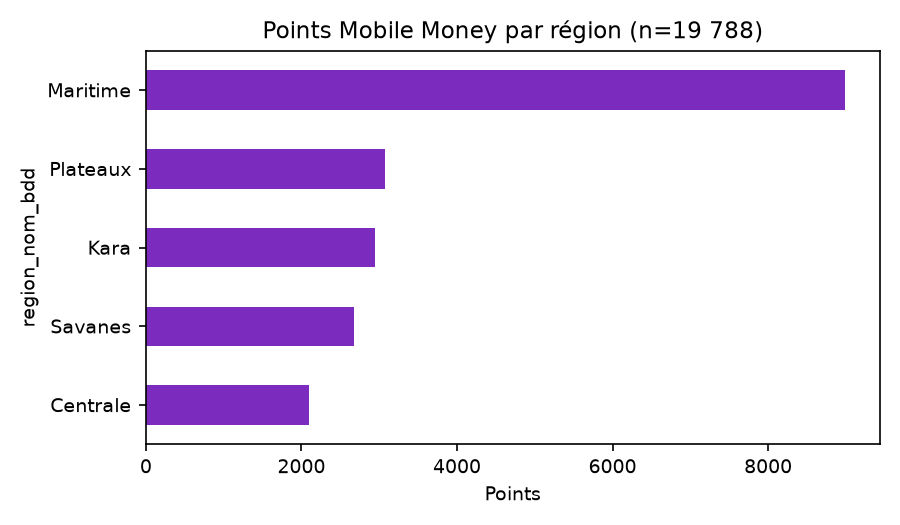 Points Mobile Money par région (n=19 788)
region_nom_bdd
Maritime
Plateaux
Kara
Savanes
Centrale
0 2000 4000 6000 8000
Points